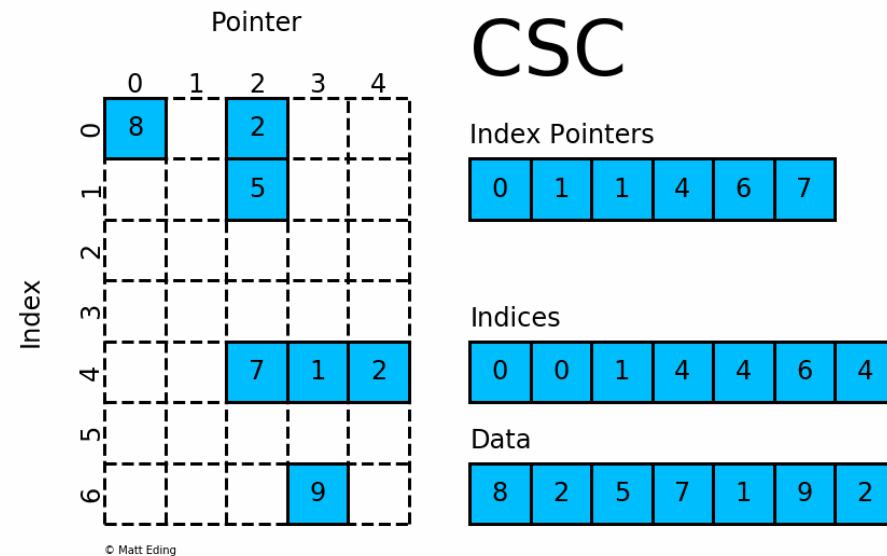 Pointer
CSC
0 1 2 3 4
Index
0 8 2
1 5
2
3
4 7 1 2
5
6 9
Index Pointers
0 1 1 4 6 7
Indices
0 0 1 4 4 6 4
Data
8 2 5 7 1 9 2
© Matt Eding